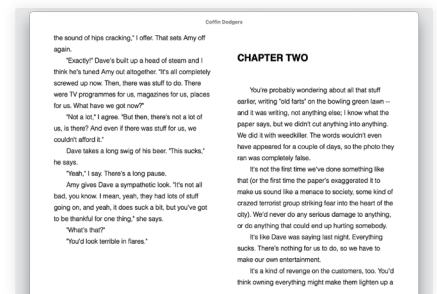 Coffin Dodgers
the sound of hips cracking," I offer. That sets Amy off
again.
"Exactly!" Dave's built up a head of steam and I
think he's tuned Amy out altogether. "It's all completely
screwed up now. Then, there was stuff to do. There
were TV programmes for us, magazines for us, places
for us. What have we got now?"
"Not a lot," I agree. "But then, there's not a lot of
us, is there? And even if there was stuff for us, we
couldn't afford it."
Dave takes a long swig of his beer. "This sucks,"
he says.
"Yeah," I say. There's a long pause.
Amy gives Dave a sympathetic look. "It's not all
bad, you know. I mean, yeah, they had lots of stuff
going on, and yeah, it does suck a bit, but you've got
to be thankful for one thing," she says.
"What's that?"
"You'd look terrible in flares."
CHAPTER TWO
You're probably wondering about all that stuff
earlier, writing "old farts" on the bowling green lawn --
and it was writing, not anything else; I know what the
paper says, but we didn't cut anything into anything.
We did it with weedkiller. The words wouldn't even
have appeared for a couple of days, so the photo they
ran was completely false.
It's not the first time we've done something like
that (or the first time the paper's exaggerated it to
make us sound like a menace to society, some kind of
crazed terrorist group striking fear into the heart of the
city). We'd never do any serious damage to anything,
or do anything that could end up hurting somebody.
It's like Dave was saying last night. Everything
sucks. There's nothing for us to do, so we have to
make our own entertainment.
It's a kind of revenge on the customers, too. You'd
think owning everything might make them lighten up a